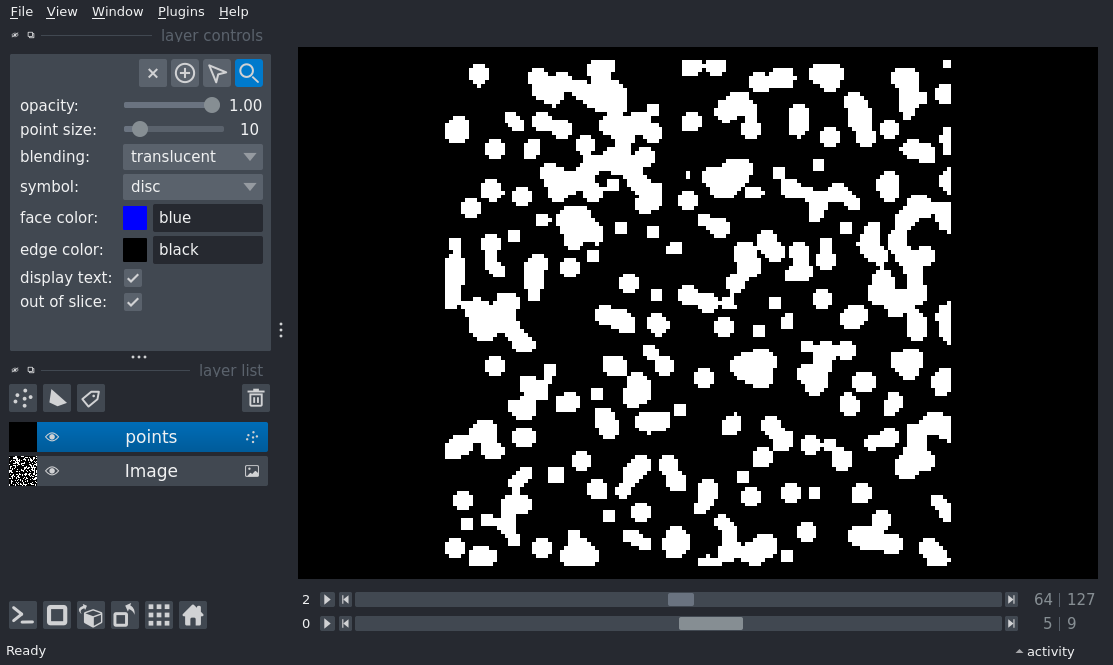 File View Window Plugins Help
layer controls
opacity: 1.00
point size: 10
blending: translucent
symbol: disc
face color: blue
edge color: black
display text:
out of slice:
layer list
points
Image
2 64 | 127
0 5 | 9
Ready activity